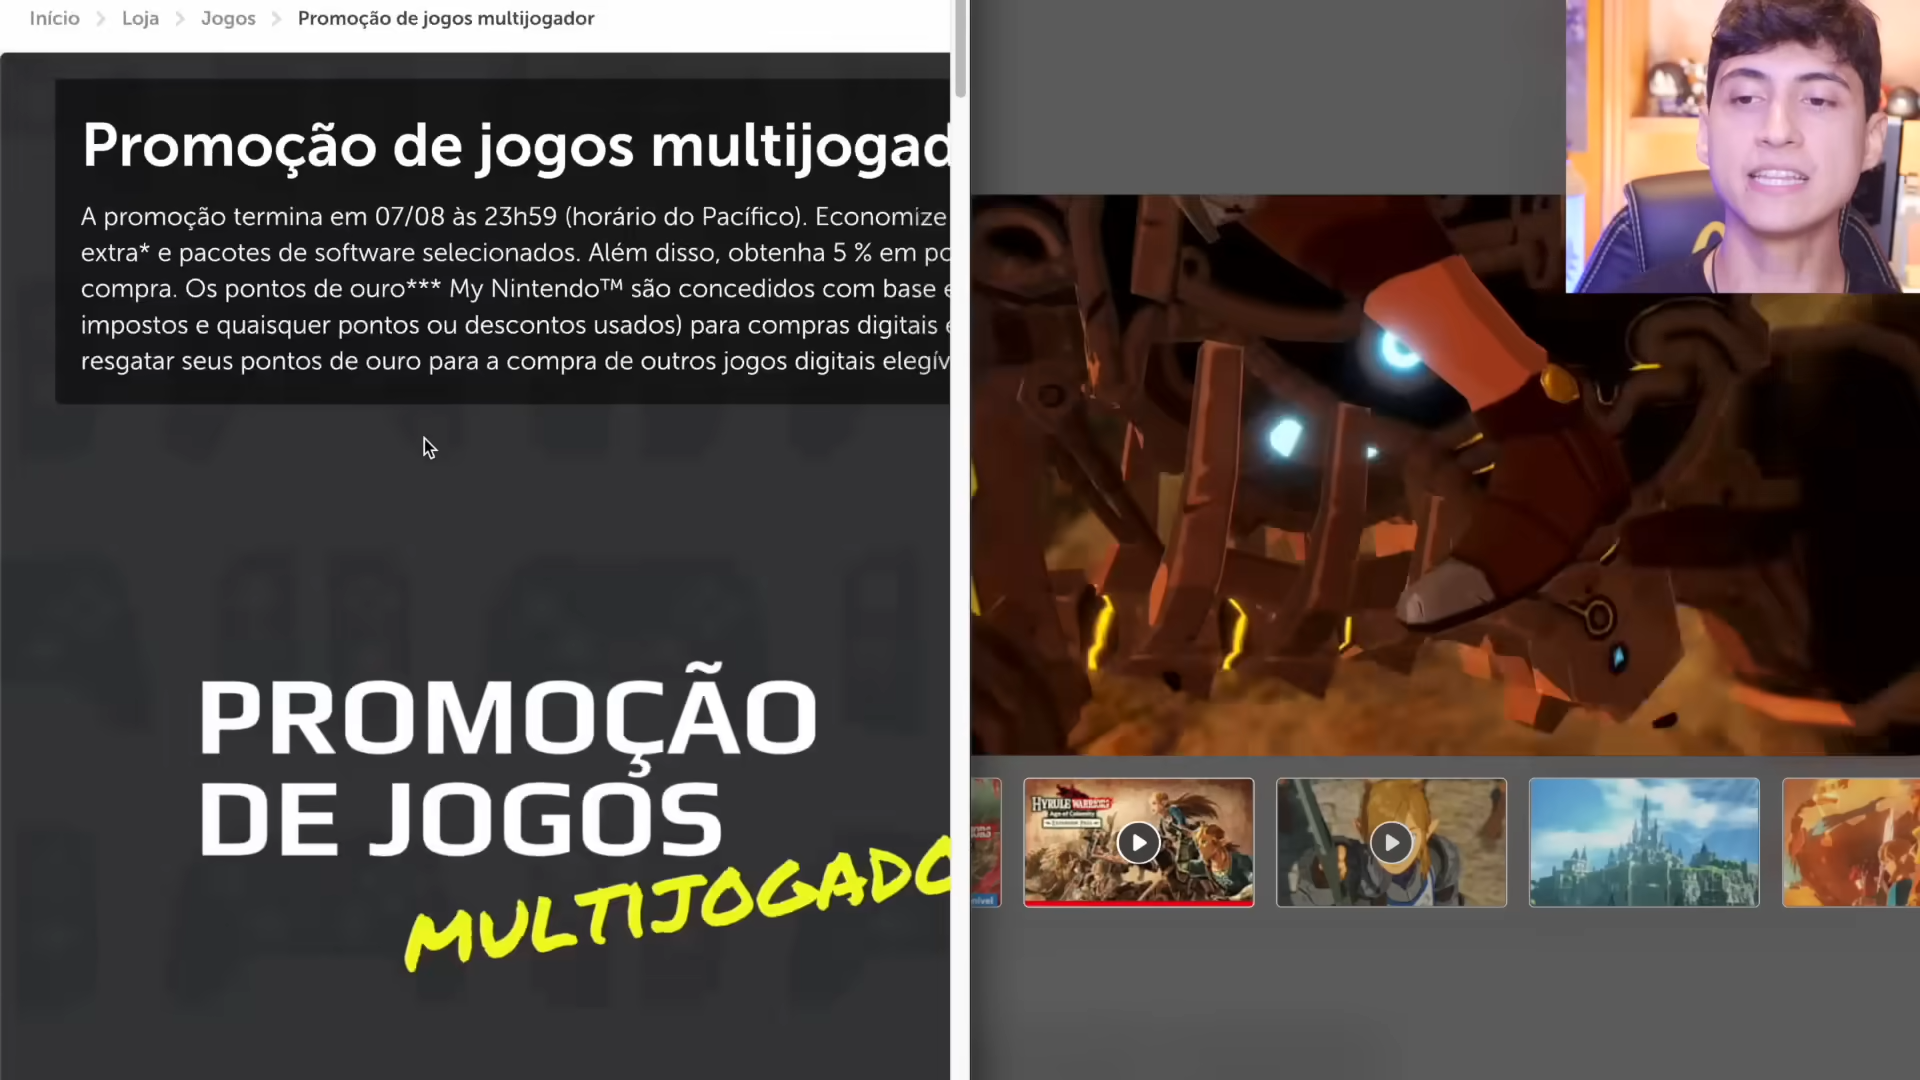 Início > Loja > Jogos > Promoção de jogos multijogador
Promoção de jogos multijogad
A promoção termina em 07/08 às 23h59 (horário do Pacífico). Economize
extra* e pacotes de software selecionados. Além disso, obtenha 5 % em po
compra. Os pontos de ouro*** My Nintendo™ são concedidos com base e
impostos e quaisquer pontos ou descontos usados) para compras digitais e
resgatar seus pontos de ouro para a compra de outros jogos digitais elegív
PROMOÇÃO
DE JOGOS
MULTIJOGADO
HYRULE WARRIORS
Age of Calamity